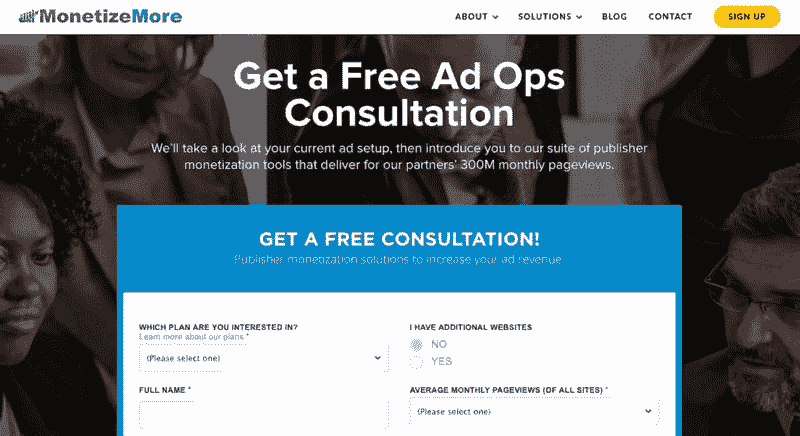 MonetizeMore
ABOUT
SOLUTIONS
BLOG
CONTACT
SIGN UP
Get a Free Ad Ops
Consultation
We'll take a look at your current ad setup, then introduce you to our suite of publisher
monetization tools that deliver for our partners' 300M monthly pageviews.
GET A FREE CONSULTATION!
Publisher monetization solutions to increase your ad revenue
WHICH PLAN ARE YOU INTERESTED IN?
Learn more about our plans *
(Please select one)
I HAVE ADDITIONAL WEBSITES
NO
YES
FULL NAME *
AVERAGE MONTHLY PAGEVIEWS (OF ALL SITES) *
(Please select one)